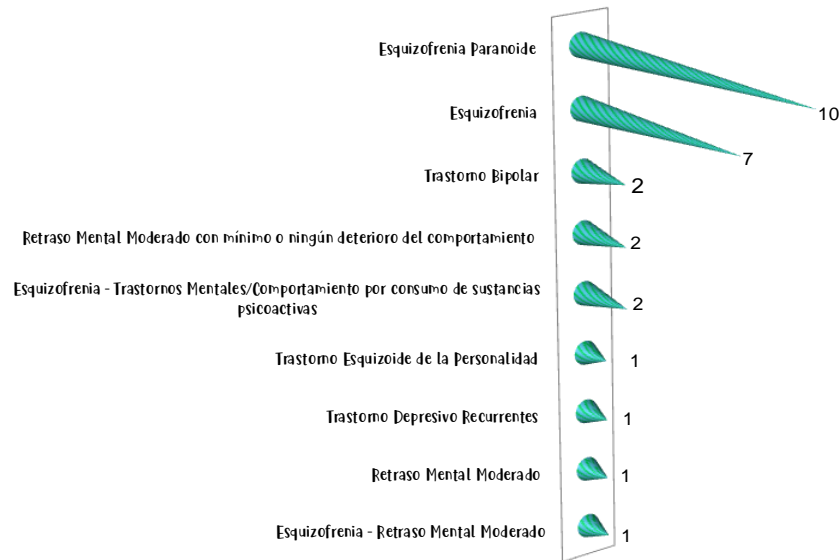 Esquizofrenia Paranoide
10
Esquizofrenia
7
Trastorno Bipolar
2
Retraso Mental Moderado con mínimo o ningún deterioro del comportamiento
2
Esquizofrenia - Trastornos Mentales/Comportamiento por consumo de sustancias
psicoactivas
2
Trastorno Esquizoide de la Personalidad
1
Trastorno Depresivo Recurrentes
1
Retraso Mental Moderado
1
Esquizofrenia - Retraso Mental Moderado
1